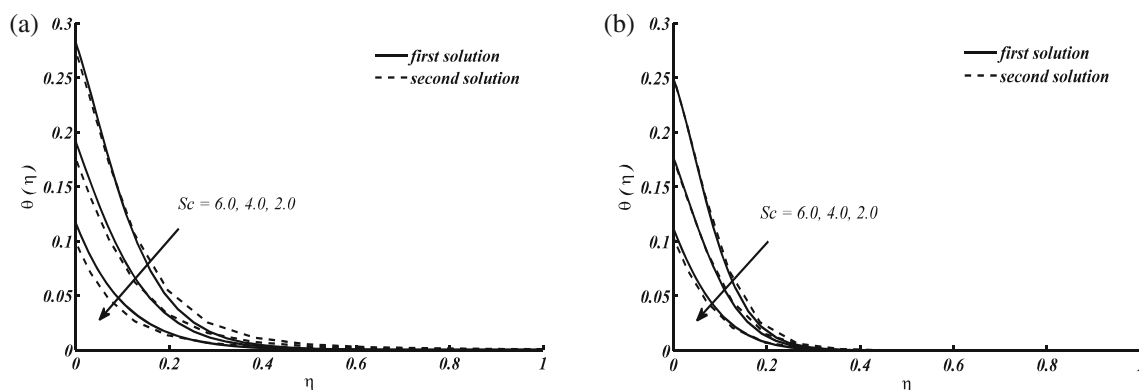 (a)
0.3
0.25
0.2
0.15
0.1
0.05
0
θ (η)
first solution
second solution
Sc = 6.0, 4.0, 2.0
0 0.2 0.4 0.6 0.8 1
η
(b)
0.3
0.25
0.2
0.15
0.1
0.05
0
θ (η)
first solution
second solution
Sc = 6.0, 4.0, 2.0
0 0.2 0.4 0.6 0.8 1
η